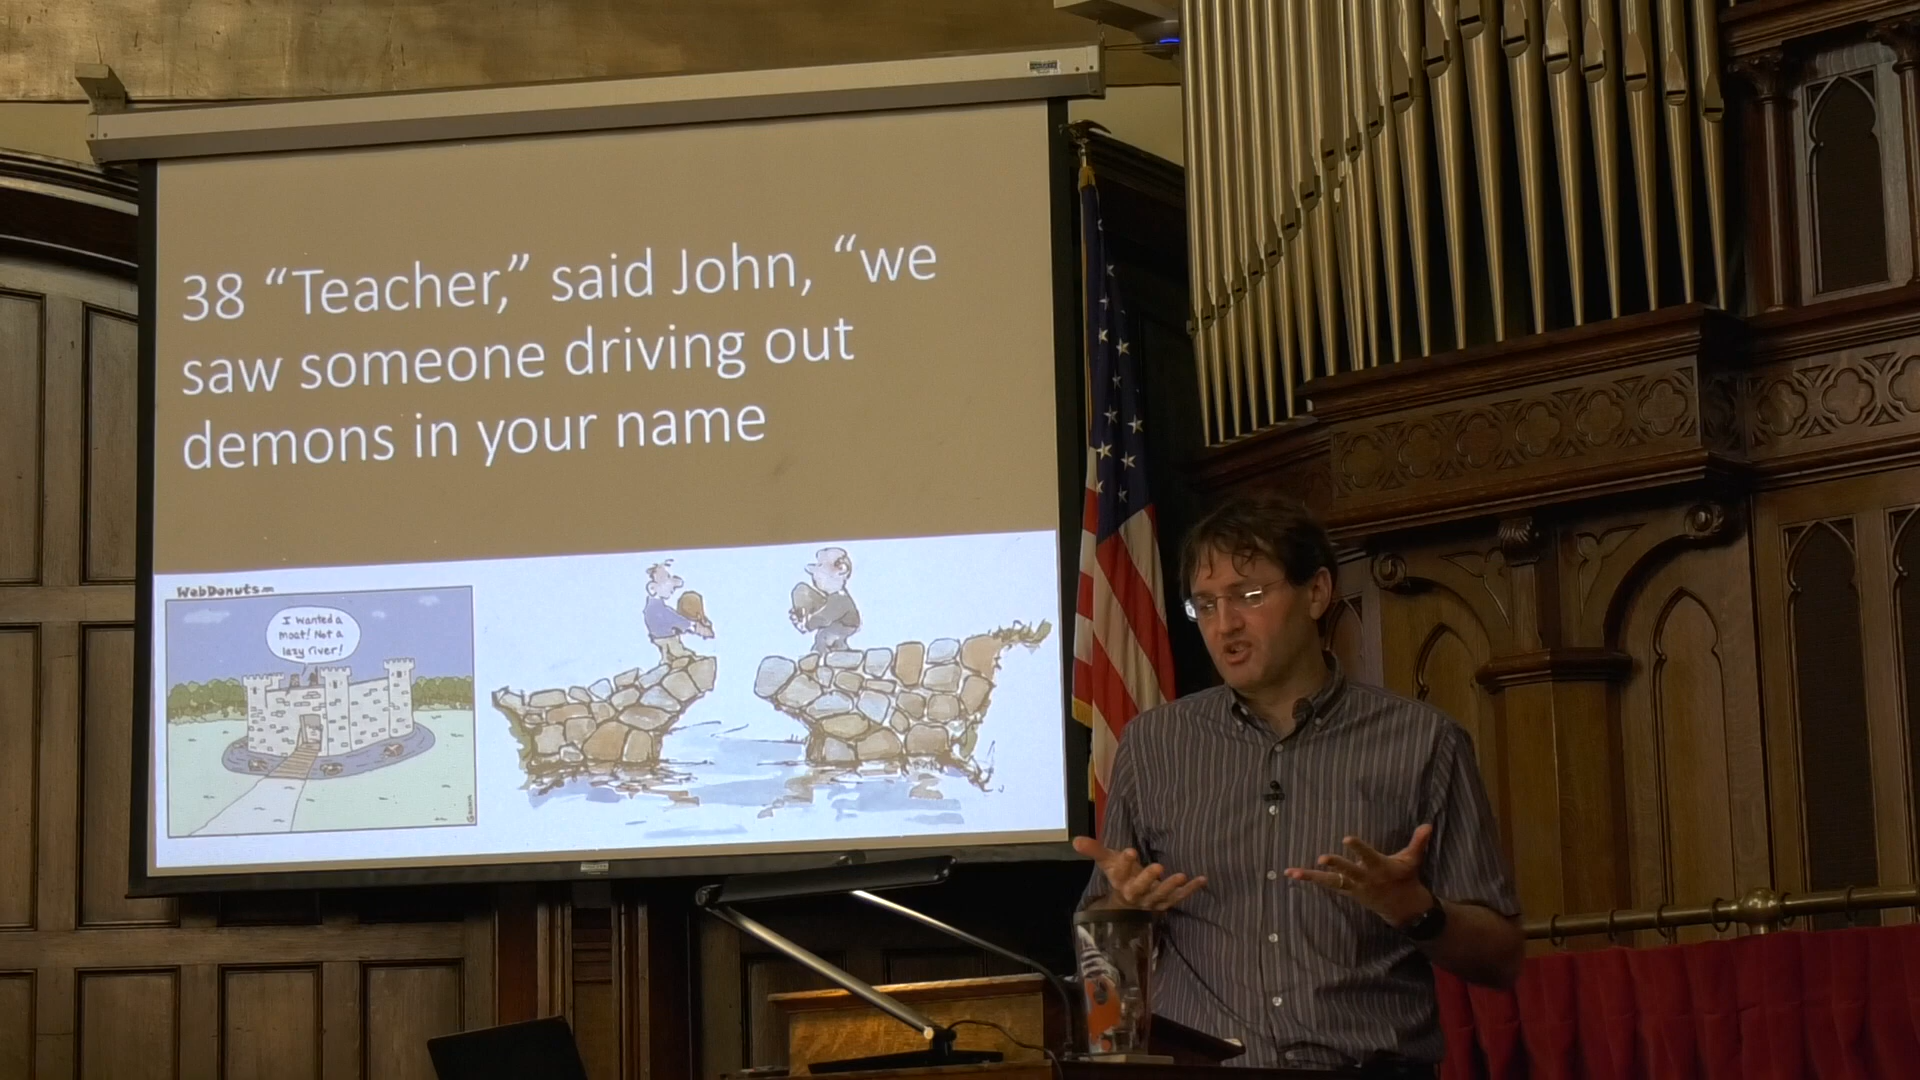 38 “Teacher,” said John, “we
saw someone driving out
demons in your name
WebDonuts.com
I wanted a
moat! Not a
lazy river!